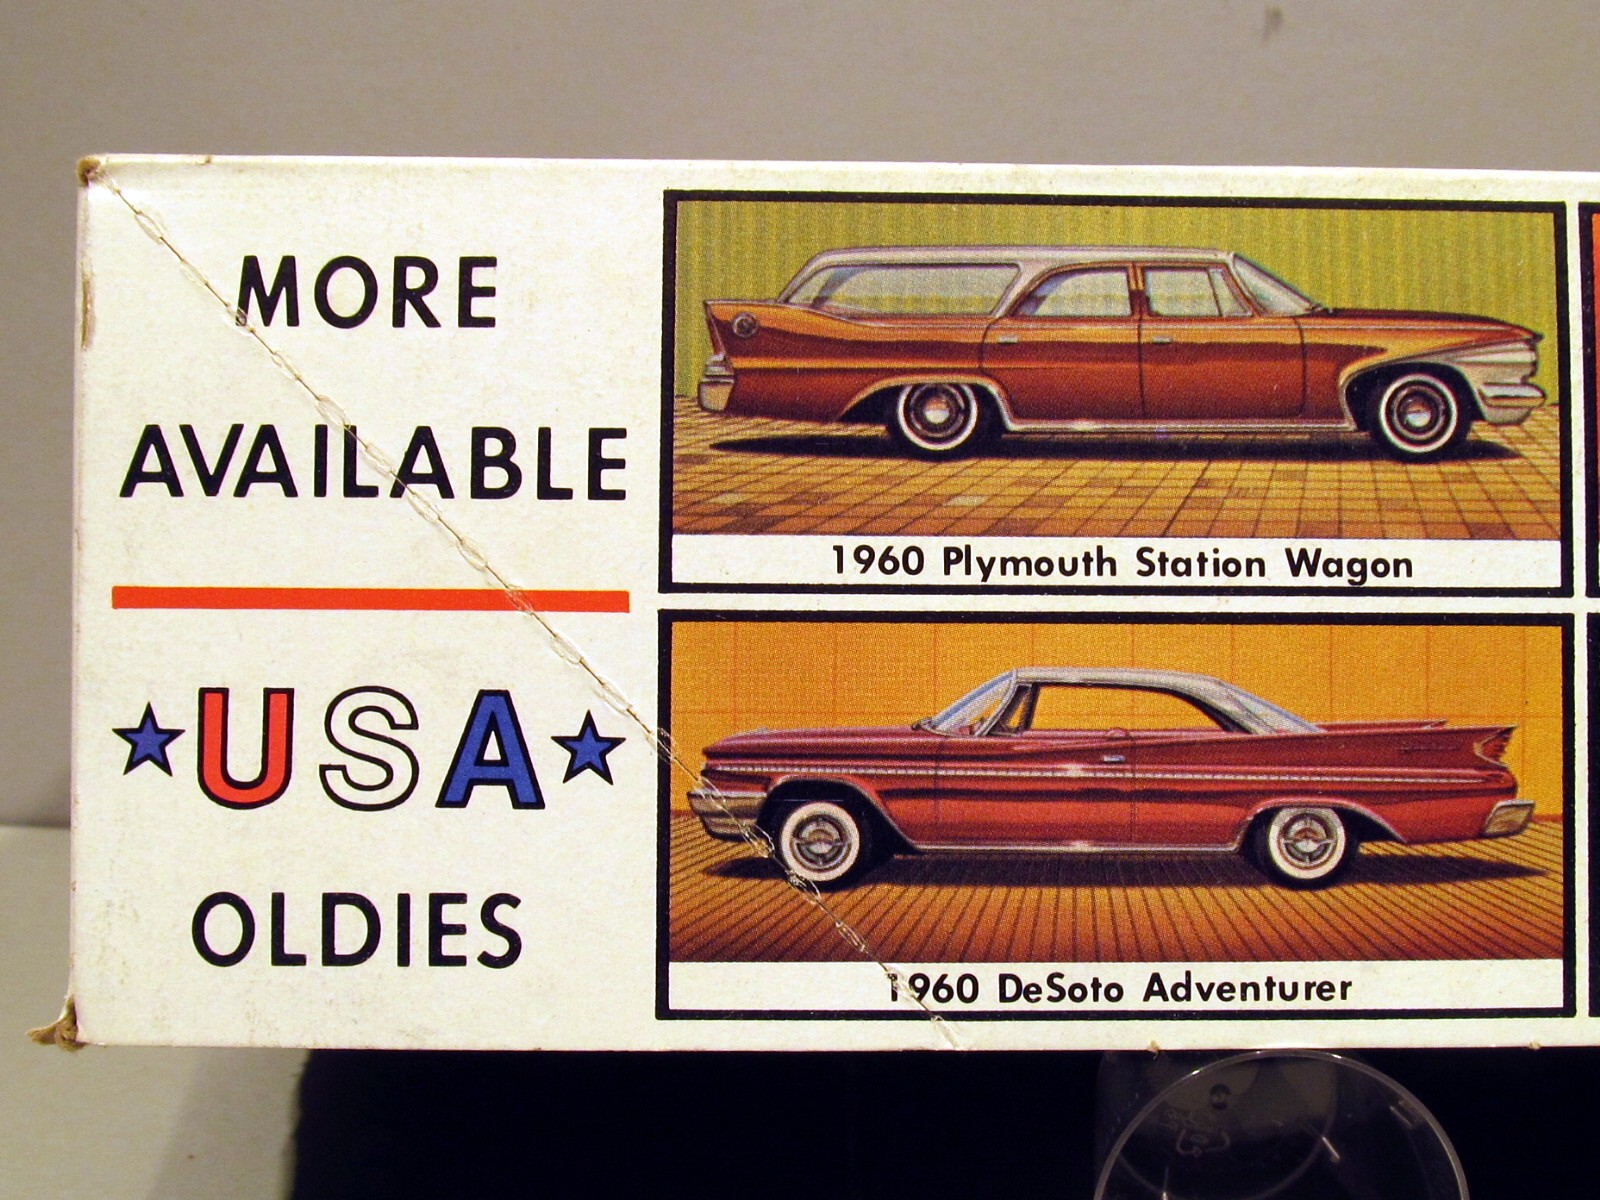 MORE
AVAILABLE
USA
OLDIES
1960 Plymouth Station Wagon
1960 DeSoto Adventurer